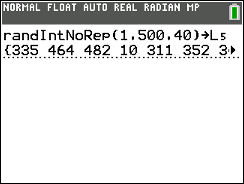 NORMAL FLOAT AUTO REAL RADIAN MP
randIntNoRep(1,500,40)→L₅
{335 464 482 10 311 352 3